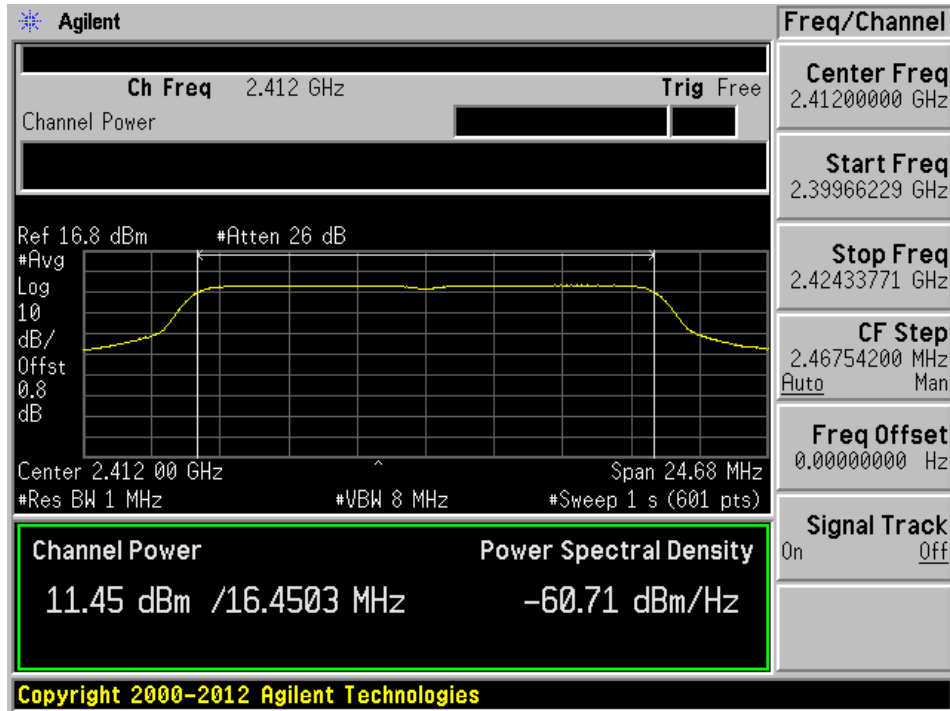 Agilent
Freq/Channel
Ch Freq 2.412 GHz Trig Free
Channel Power
Ref 16.8 dBm #Atten 26 dB
#Avg
Log
10
dB/
Offst
0.8
dB
Center 2.412 00 GHz ^ Span 24.68 MHz
#Res BW 1 MHz #VBW 8 MHz #Sweep 1 s (601 pts)
Channel Power Power Spectral Density
11.45 dBm /16.4503 MHz -60.71 dBm/Hz
Copyright 2000-2012 Agilent Technologies
Center Freq
2.41200000 GHz
Start Freq
2.39966229 GHz
Stop Freq
2.42433771 GHz
CF Step
2.46754200 MHz
Auto Man
Freq Offset
0.00000000 Hz
Signal Track
On Off